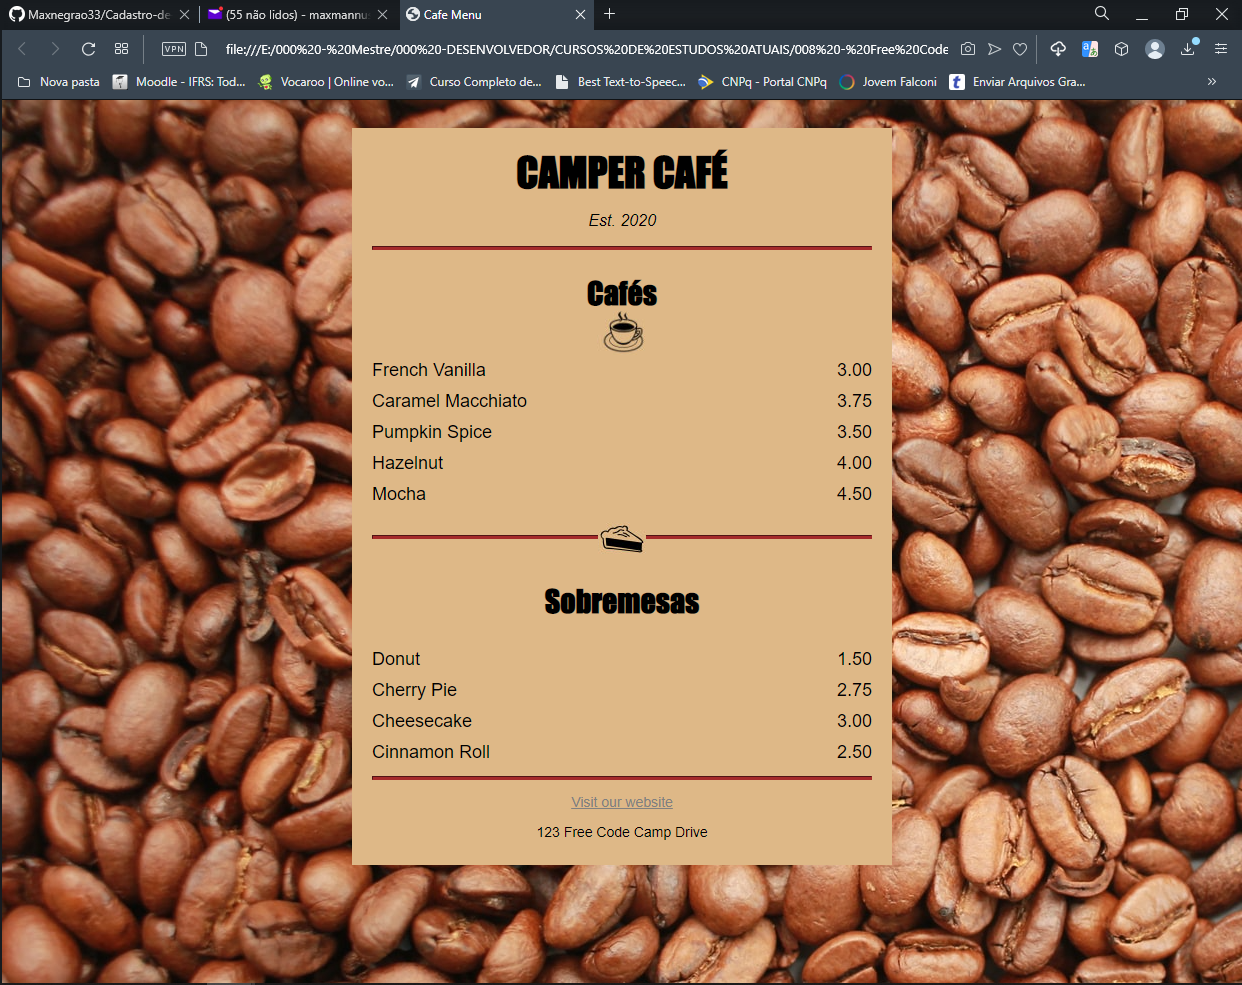 Maxnegrao33/Cadastro-de
(55 não lidos) - maxmannus
Cafe Menu
VPN
file:///E:/000%20-%20Mestre/000%20-DESENVOLVEDOR/CURSOS%20DE%20ESTUDOS%20ATUAIS/008%20-%20Free%20Code
Nova pasta
Moodle - IFRS: Tod...
Vocaroo | Online vo...
Curso Completo de...
Best Text-to-Speec...
CNPq - Portal CNPq
Jovem Falconi
Enviar Arquivos Gra...
CAMPER CAFÉ
Est. 2020
Cafés
French Vanilla 3.00
Caramel Macchiato 3.75
Pumpkin Spice 3.50
Hazelnut 4.00
Mocha 4.50
Sobremesas
Donut 1.50
Cherry Pie 2.75
Cheesecake 3.00
Cinnamon Roll 2.50
Visit our website
123 Free Code Camp Drive